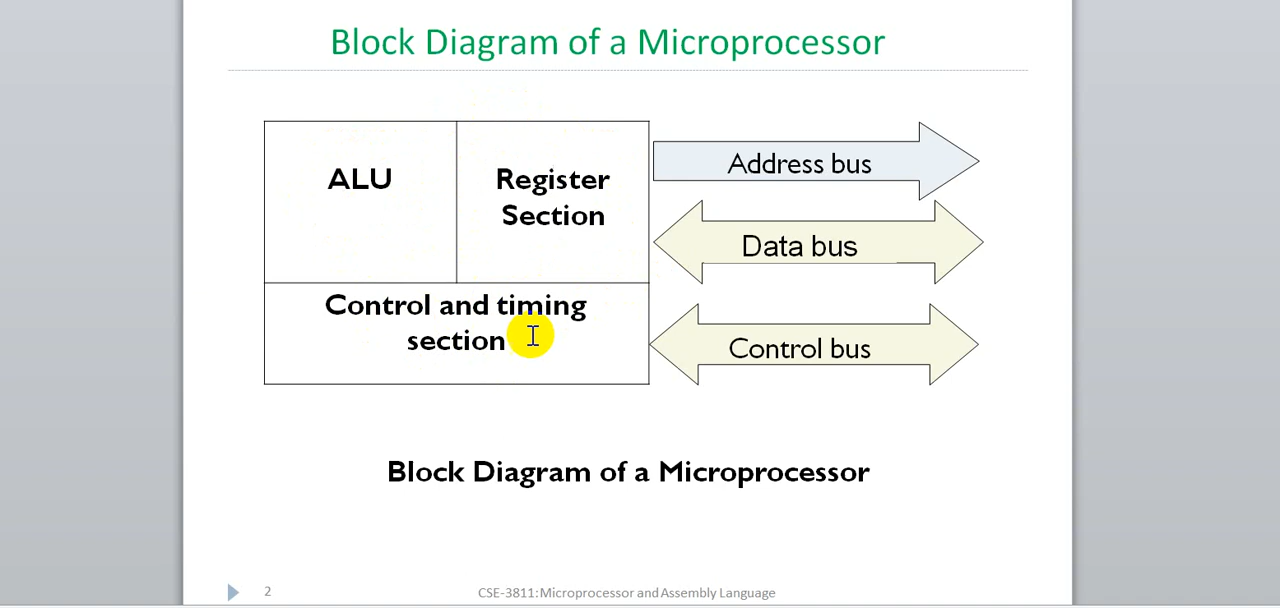 Block Diagram of a Microprocessor
ALU
Register
Section
Control and timing
section
Address bus
Data bus
Control bus
Block Diagram of a Microprocessor
2
CSE-3811: Microprocessor and Assembly Language